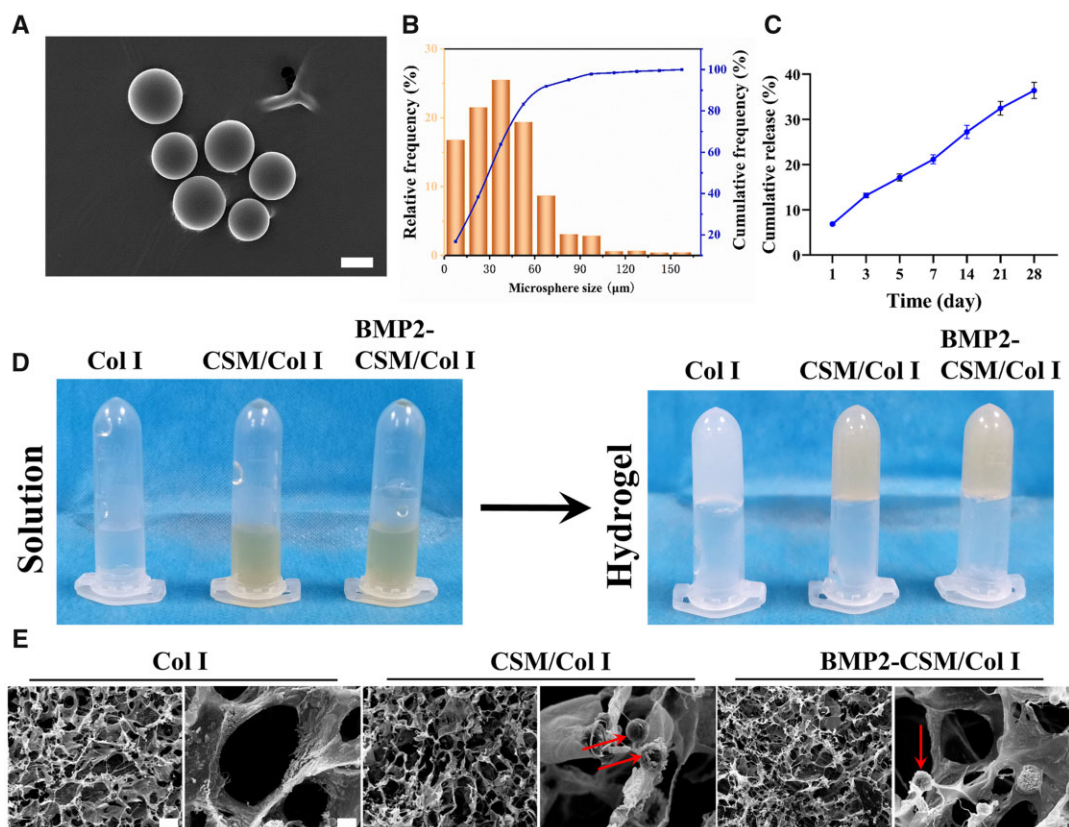 A
B
Relative frequency (%)
30
20
10
0
0
30
60
90
120
150
Microsphere size (μm)
100
80
60
40
20
Cumulative frequency (%)
C
Cumulative release (%)
40
30
20
10
0
1
3
5
7
14
21
28
Time (day)
D
Solution
Col I
CSM/Col I
BMP2-
CSM/Col I
Hydrogel
Col I
CSM/Col I
BMP2-
CSM/Col I
E
Col I
CSM/Col I
BMP2-CSM/Col I